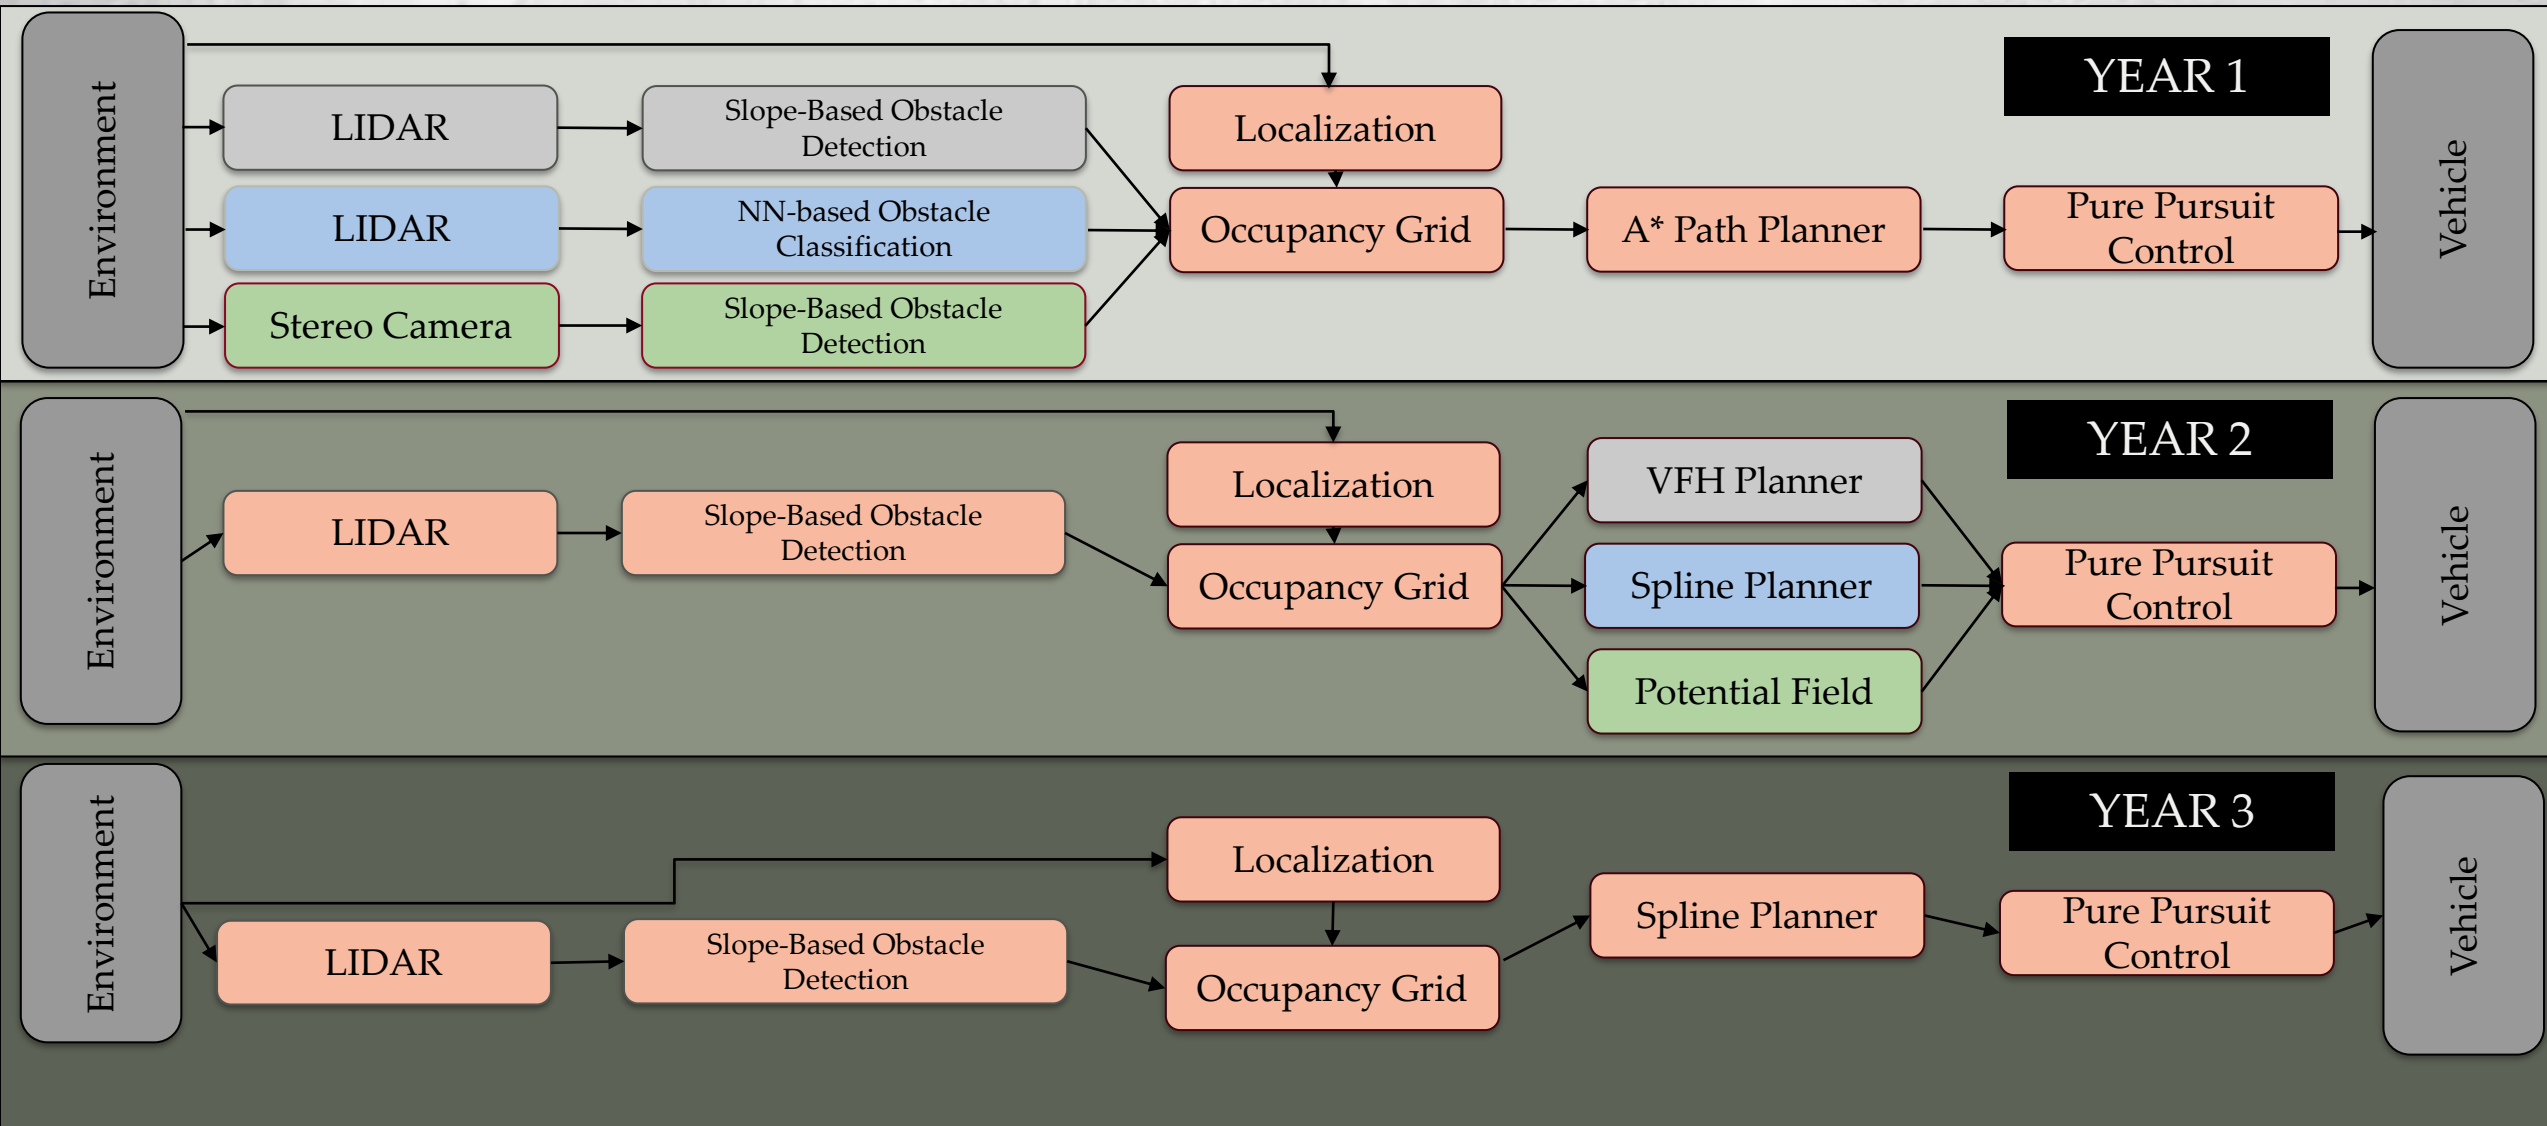 YEAR 1
Environment
LIDAR
Slope-Based Obstacle
Detection
Localization
LIDAR
NN-based Obstacle
Classification
Occupancy Grid
A* Path Planner
Pure Pursuit
Control
Stereo Camera
Slope-Based Obstacle
Detection
Vehicle
YEAR 2
Environment
LIDAR
Slope-Based Obstacle
Detection
Localization
Occupancy Grid
VFH Planner
Spline Planner
Potential Field
Pure Pursuit
Control
Vehicle
YEAR 3
Environment
LIDAR
Slope-Based Obstacle
Detection
Localization
Occupancy Grid
Spline Planner
Pure Pursuit
Control
Vehicle